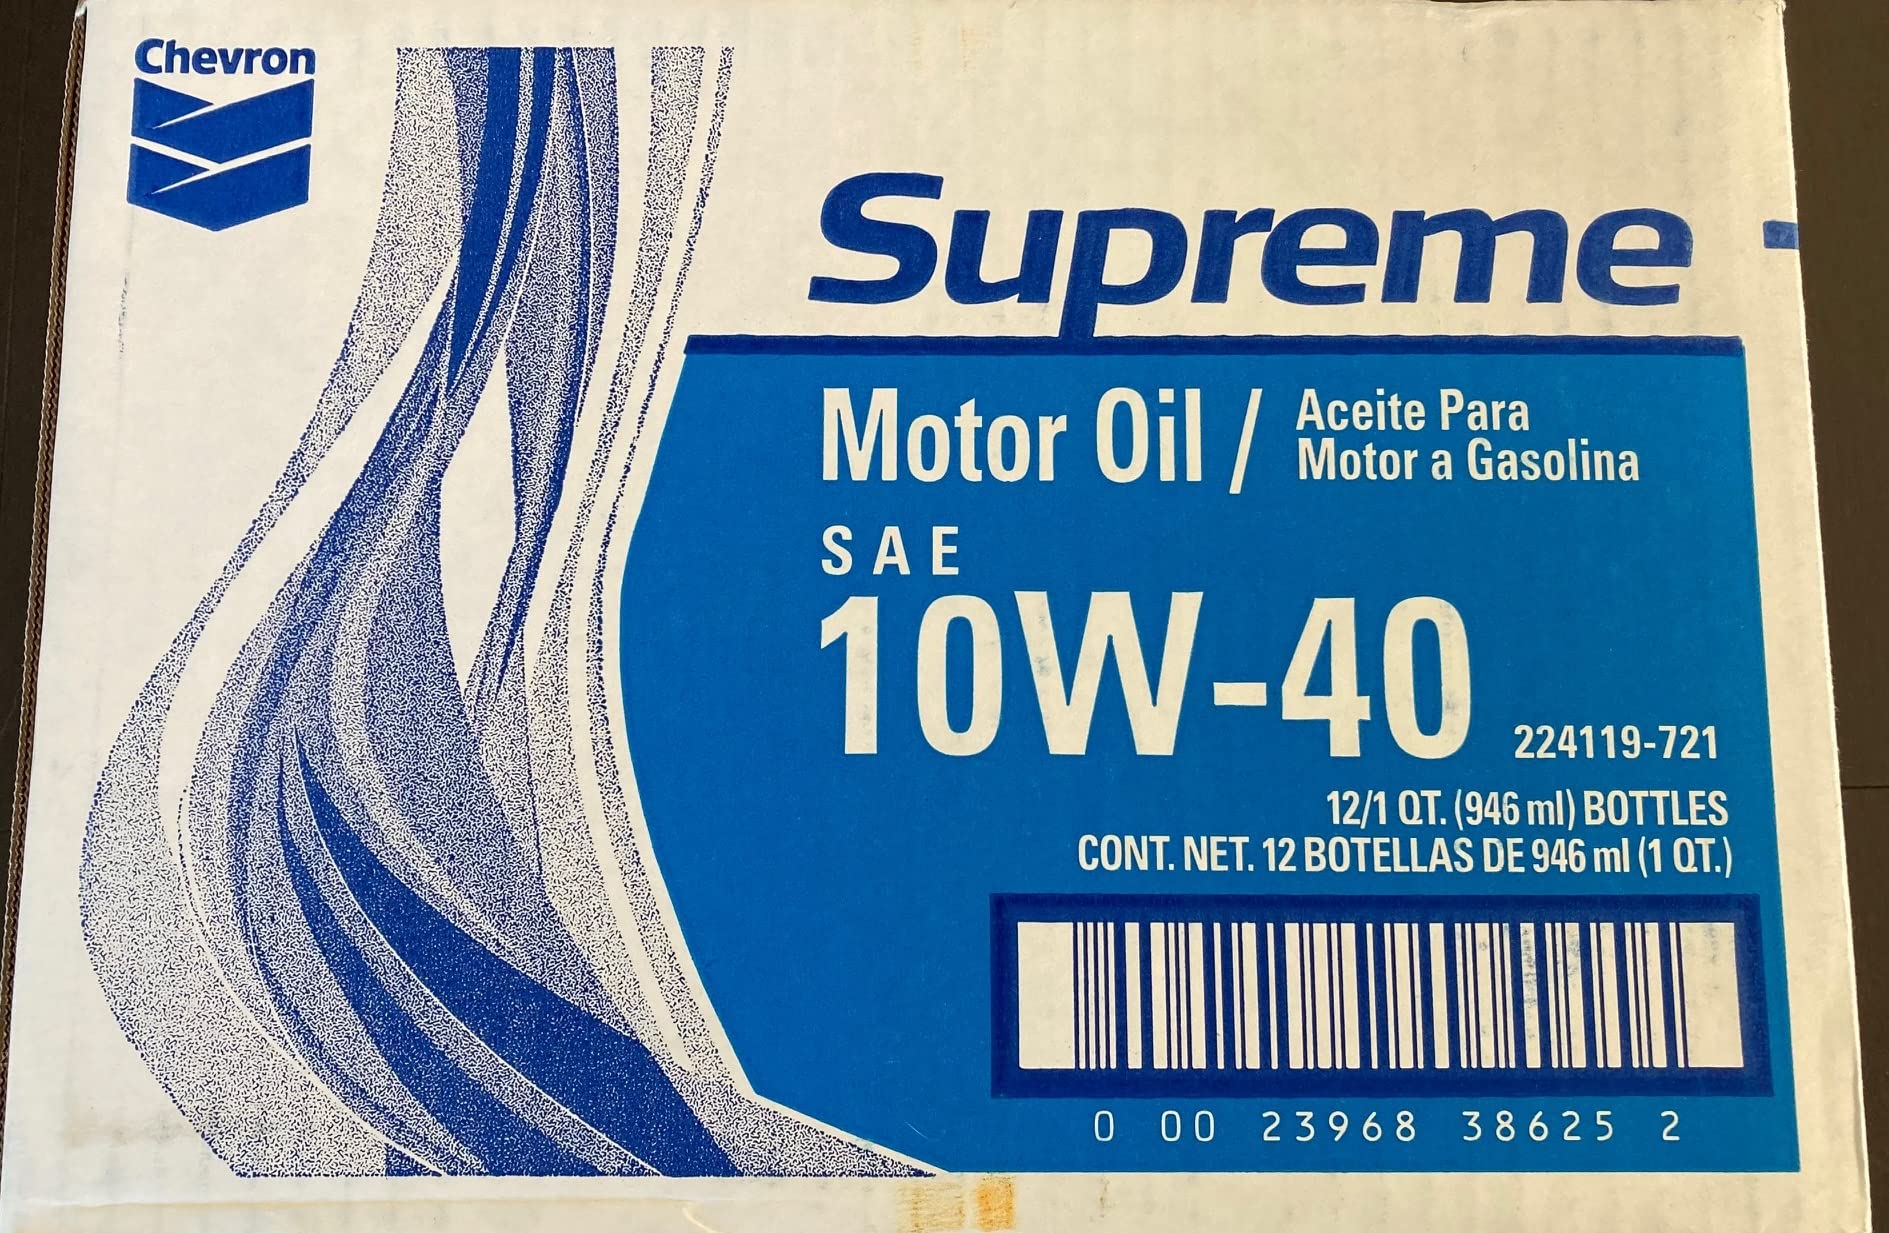 Chevron
Supreme
Motor Oil / Aceite Para
Motor a Gasolina
SAE
10W-40
224119-721
12/1 QT. (946 ml) BOTTLES
CONT. NET. 12 BOTELLAS DE 946 ml (1 QT.)
0 00 23968 38625 2